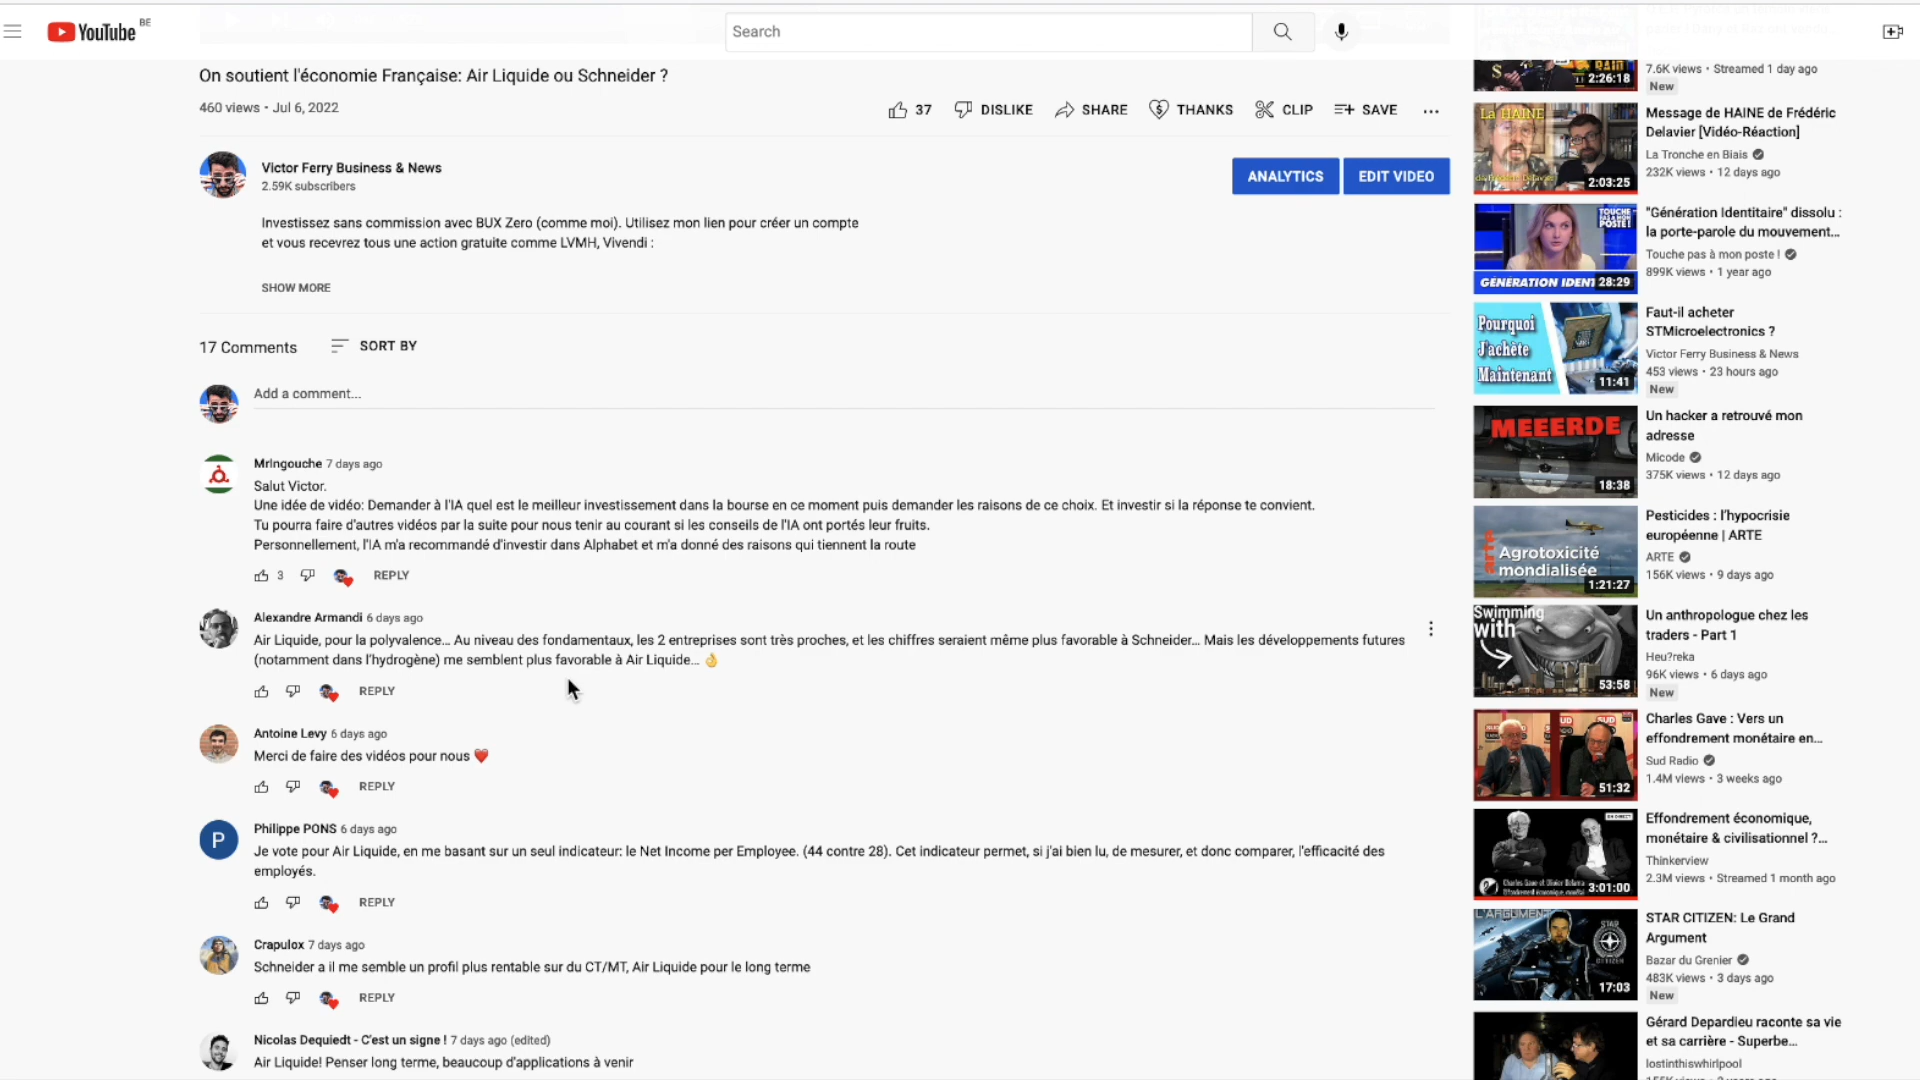 YouTube BE
Search
On soutient l'économie Française: Air Liquide ou Schneider ?
460 views • Jul 6, 2022
37 DISLIKE SHARE THANKS CLIP SAVE
Victor Ferry Business & News
2.59K subscribers
ANALYTICS EDIT VIDEO
Investissez sans commission avec BUX Zero (comme moi). Utilisez mon lien pour créer un compte
et vous recevrez tous une action gratuite comme LVMH, Vivendi :
SHOW MORE
17 Comments SORT BY
Add a comment...
MrIngouche 7 days ago
Salut Victor.
Une idée de vidéo: Demander à l'IA quel est le meilleur investissement dans la bourse en ce moment puis demander les raisons de ce choix. Et investir si la réponse te convient.
Tu pourra faire d'autres vidéos par la suite pour nous tenir au courant si les conseils de l'IA ont portés leur fruits.
Personnellement, l'IA m'a recommandé d'investir dans Alphabet et m'a donné des raisons qui tiennent la route
3 REPLY
Alexandre Armandi 6 days ago
Air Liquide, pour la polyvalence... Au niveau des fondamentaux, les 2 entreprises sont très proches, et les chiffres seraient même plus favorable à Schneider... Mais les développements futures
(notamment dans l'hydrogène) me semblent plus favorable à Air Liquide... 👌
REPLY
Antoine Levy 6 days ago
Merci de faire des vidéos pour nous ❤️
REPLY
P
Philippe PONS 6 days ago
Je vote pour Air Liquide, en me basant sur un seul indicateur: le Net Income per Employee. (44 contre 28). Cet indicateur permet, si j'ai bien lu, de mesurer, et donc comparer, l'efficacité des
employés.
REPLY
Crapulox 7 days ago
Schneider a il me semble un profil plus rentable sur du CT/MT, Air Liquide pour le long terme
REPLY
Nicolas Dequiedt - C'est un signe ! 7 days ago (edited)
Air Liquide! Penser long terme, beaucoup d'applications à venir
2:26:18
7.6K views • Streamed 1 day ago
New
La HAINE
2:03:25
Message de HAINE de Frédéric
Delavier [Vidéo-Réaction]
La Tronche en Biais
232K views • 12 days ago
TOUCHE
PAS À MON
POSTE!
GÉNÉRATION IDENT
28:29
"Génération Identitaire" dissolu :
la porte-parole du mouvement...
Touche pas à mon poste !
899K views • 1 year ago
Pourquoi
J'achète
Maintenant
11:41
Faut-il acheter
STMicroelectronics ?
Victor Ferry Business & News
453 views • 23 hours ago
New
MEEERDE
18:38
Un hacker a retrouvé mon
adresse
Micode
375K views • 12 days ago
arte
Agrotoxicité
mondialisée
1:21:27
Pesticides : l'hypocrisie
européenne | ARTE
ARTE
156K views • 9 days ago
Swimming
with
53:58
Un anthropologue chez les
traders - Part 1
Heu?reka
96K views • 6 days ago
New
SUD
51:32
Charles Gave : Vers un
effondrement monétaire en...
Sud Radio
1.4M views • 3 weeks ago
EN DIRECT
3:01:00
Effondrement économique,
monétaire & civilisationnel ?...
Thinkerview
2.3M views • Streamed 1 month ago
L'ARGUMENT
STAR
CITIZEN
17:03
STAR CITIZEN: Le Grand
Argument
Bazar du Grenier
483K views • 3 days ago
New
Gérard Depardieu raconte sa vie
et sa carrière - Superbe...
lostinthiswhirlpool